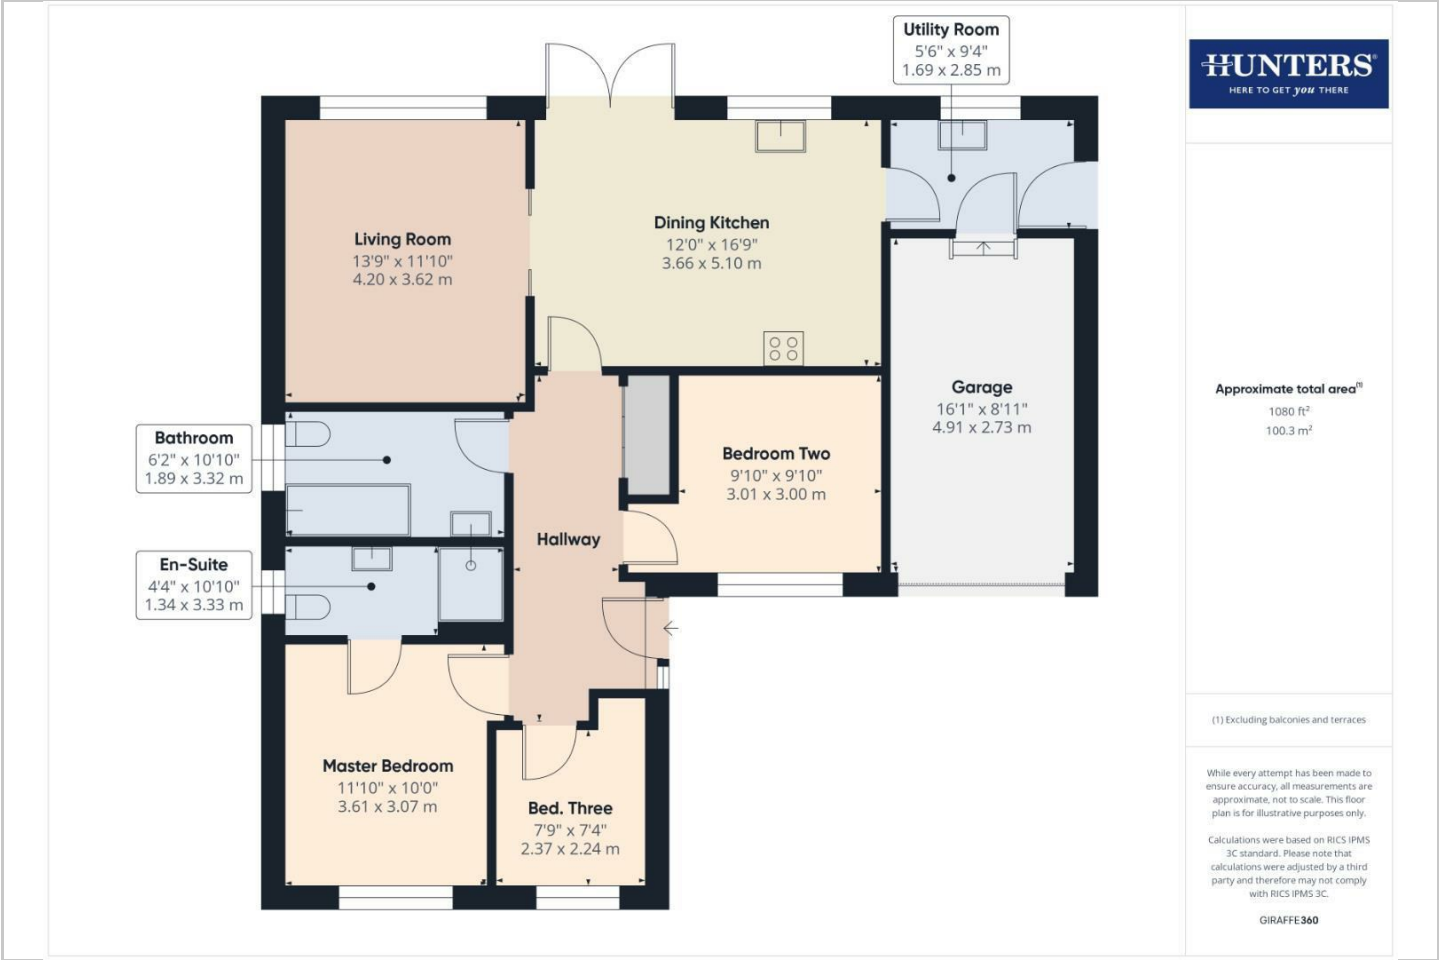 Utility Room
5'6" x 9'4"
1.69 x 2.85 m
HUNTERS®
HERE TO GET you THERE
Living Room
13'9" x 11'10"
4.20 x 3.62 m
Dining Kitchen
12'0" x 16'9"
3.66 x 5.10 m
Garage
16'1" x 8'11"
4.91 x 2.73 m
Approximate total area(1)
1080 ft²
100.3 m²
Bathroom
6'2" x 10'10"
1.89 x 3.32 m
Bedroom Two
9'10" x 9'10"
3.01 x 3.00 m
Hallway
En-Suite
4'4" x 10'10"
1.34 x 3.33 m
Master Bedroom
11'10" x 10'0"
3.61 x 3.07 m
Bed. Three
7'9" x 7'4"
2.37 x 2.24 m
(1) Excluding balconies and terraces
While every attempt has been made to
ensure accuracy, all measurements are
approximate, not to scale. This floor
plan is for illustrative purposes only.
Calculations were based on RICS IPMS
3C standard. Please note that
calculations were adjusted by a third
party and therefore may not comply
with RICS IPMS 3C.
GIRAFFE360